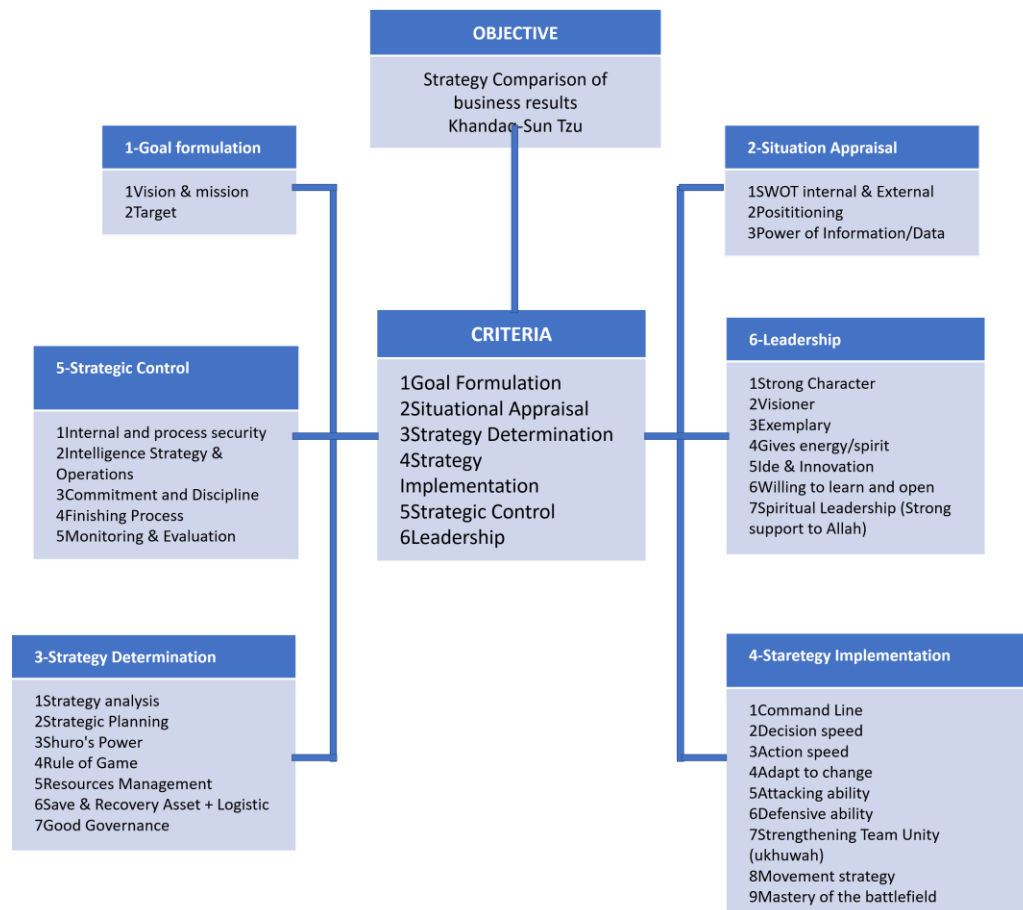 OBJECTIVE
Strategy Comparison of
business results
Khandaq-Sun Tzu
1-Goal formulation
1Vision & mission
2Target
2-Situation Appraisal
1SWOT internal & External
2Posititioning
3Power of Information/Data
CRITERIA
1Goal Formulation
2Situational Appraisal
3Strategy Determination
4Strategy
Implementation
5Strategic Control
6Leadership
5-Strategic Control
1Internal and process security
2Intelligence Strategy &
Operations
3Commitment and Discipline
4Finishing Process
5Monitoring & Evaluation
6-Leadership
1Strong Character
2Visioner
3Exemplary
4Gives energy/spirit
5Ide & Innovation
6Willing to learn and open
7Spiritual Leadership (Strong
support to Allah)
3-Strategy Determination
1Strategy analysis
2Strategic Planning
3Shuro's Power
4Rule of Game
5Resources Management
6Save & Recovery Asset + Logistic
7Good Governance
4-Staretegy Implementation
1Command Line
2Decision speed
3Action speed
4Adapt to change
5Attacking ability
6Defensive ability
7Strengthening Team Unity
(ukhuwah)
8Movement strategy
9Mastery of the battlefield